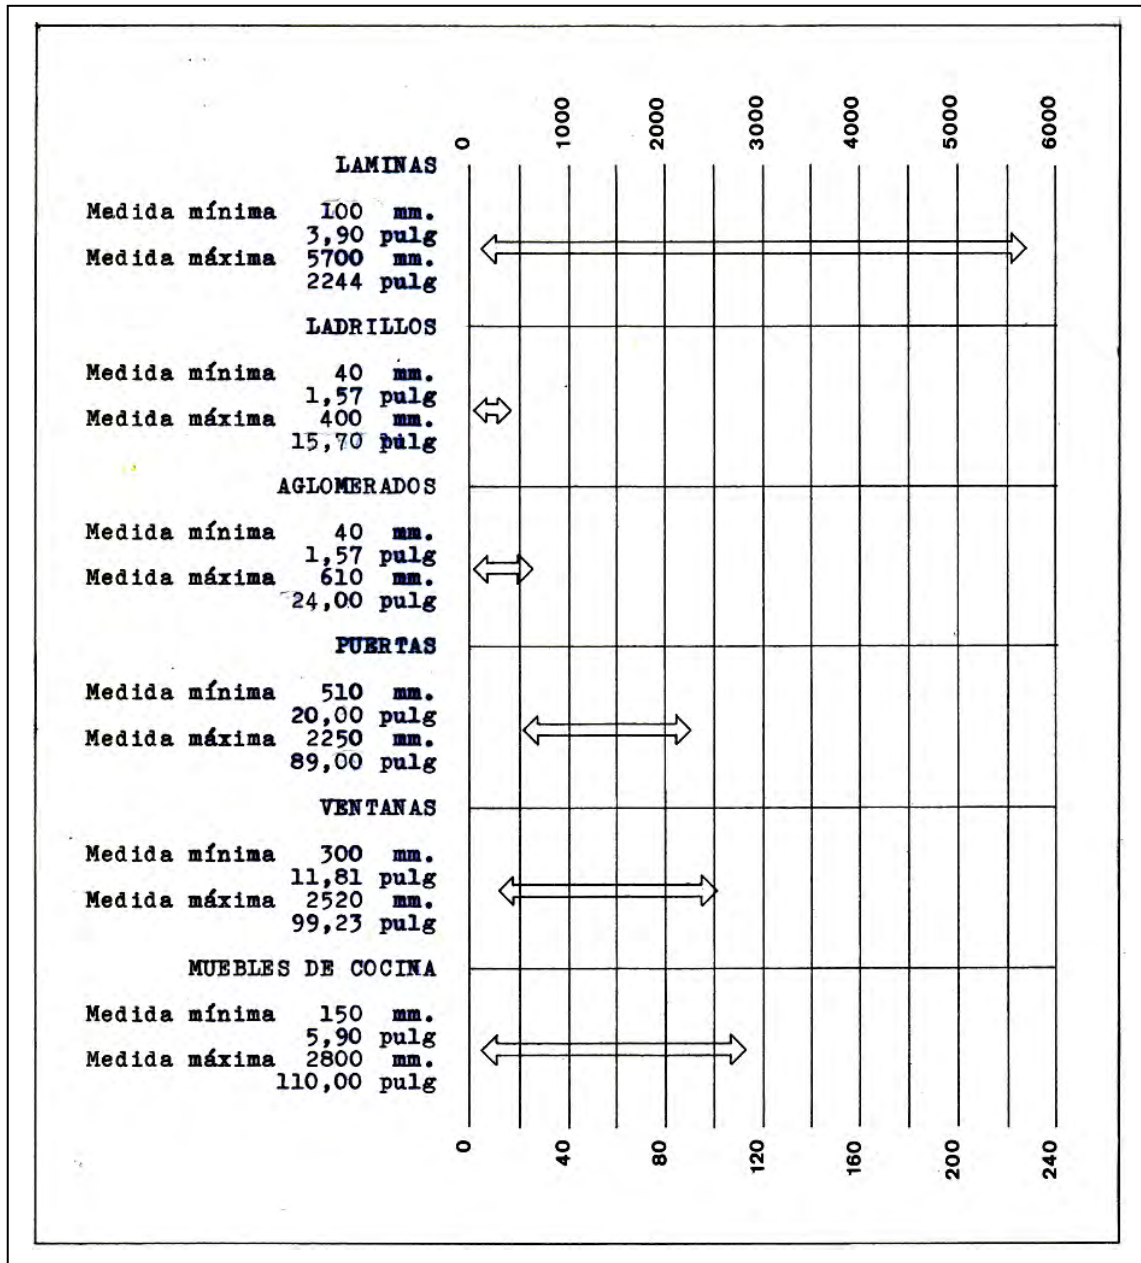 0 1000 2000 3000 4000 5000 6000
LAMINAS
Medida mínima 100 mm.
3,90 pulg
Medida máxima 5700 mm.
2244 pulg
LADRILLOS
Medida mínima 40 mm.
1,57 pulg
Medida máxima 400 mm.
15,70 pulg
AGLOMERADOS
Medida mínima 40 mm.
1,57 pulg
Medida máxima 610 mm.
24,00 pulg
PUERTAS
Medida mínima 510 mm.
20,00 pulg
Medida máxima 2250 mm.
89,00 pulg
VENTANAS
Medida mínima 300 mm.
11,81 pulg
Medida máxima 2520 mm.
99,23 pulg
MUEBLES DE COCINA
Medida mínima 150 mm.
5,90 pulg
Medida máxima 2800 mm.
110,00 pulg
0 40 80 120 160 200 240